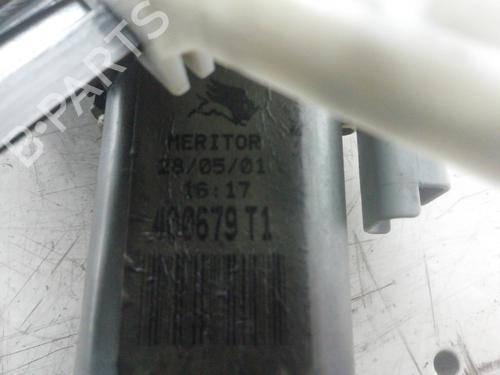 B-PARTS
MERITOR
28/05/01
16:17
400679 T1